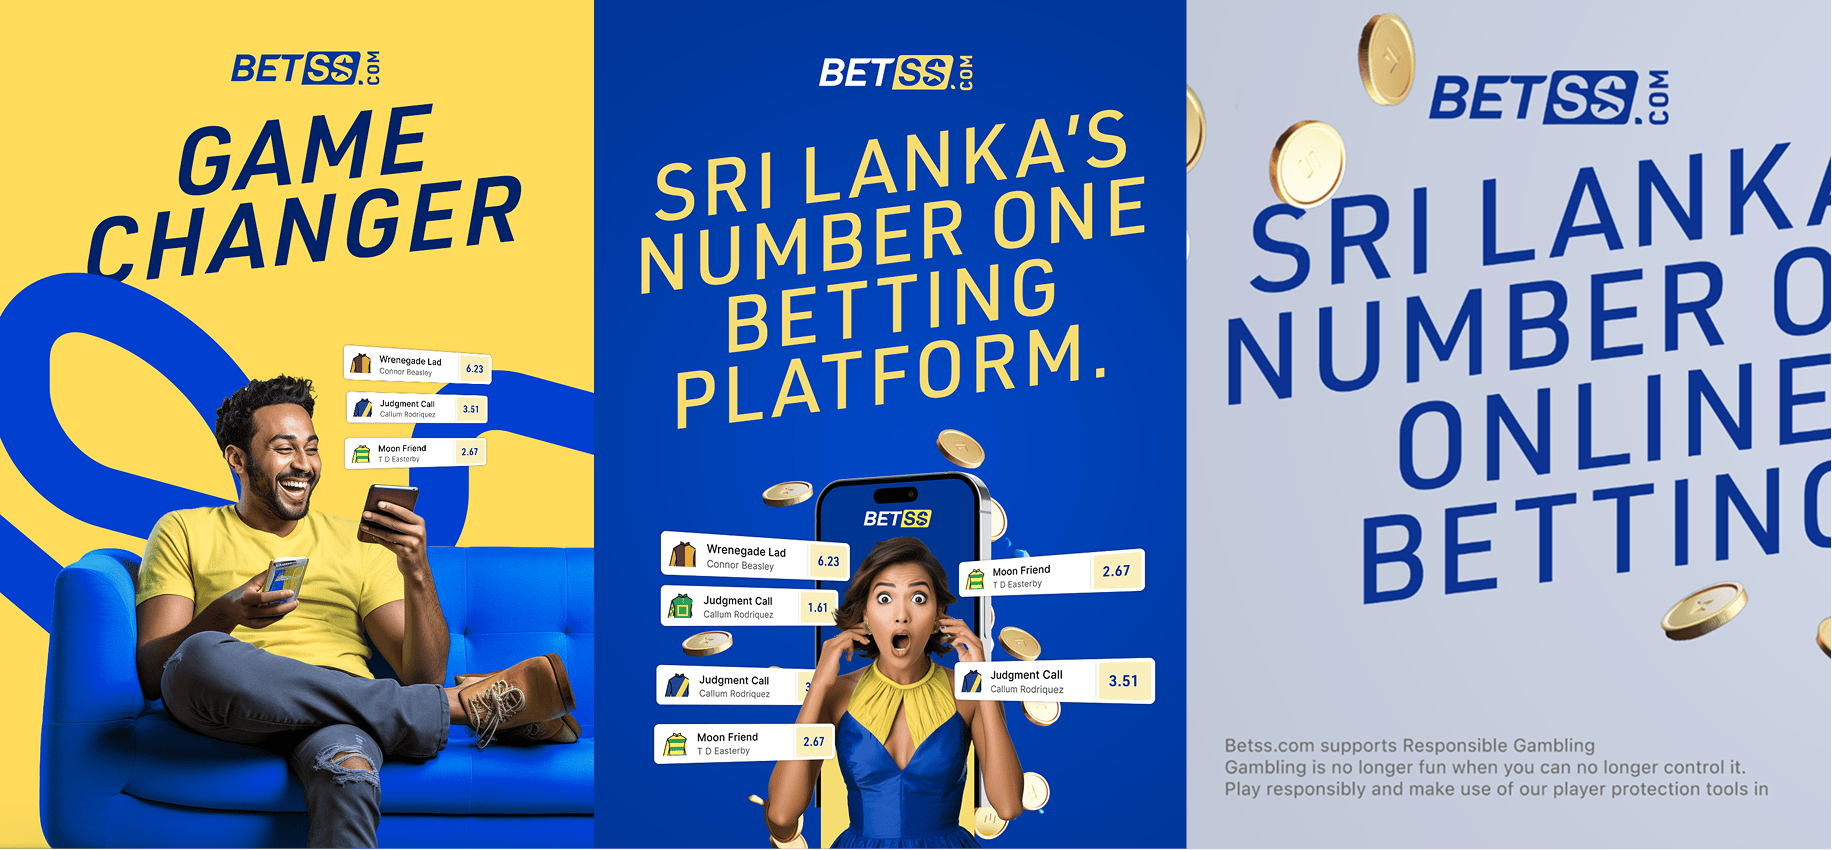 BETSS.COM
GAME
CHANGER
Wrenegade Lad
Connor Beasley
6.23
Judgment Call
Callum Rodriquez
3.51
Moon Friend
T D Easterby
2.67
BETSS.COM
SRI LANKA'S
NUMBER ONE
BETTING
PLATFORM.
BETSS
Wrenegade Lad
Connor Beasley
6.23
Judgment Call
Callum Rodriquez
1.61
Judgment Call
Callum Rodriquez
3
Moon Friend
T D Easterby
2.67
Moon Friend
T D Easterby
2.67
Judgment Call
Callum Rodriquez
3.51
BETSS.COM
SRI LANKA
NUMBER O
ONLINE
BETTING
Betss.com supports Responsible Gambling
Gambling is no longer fun when you can no longer control it.
Play responsibly and make use of our player protection tools in